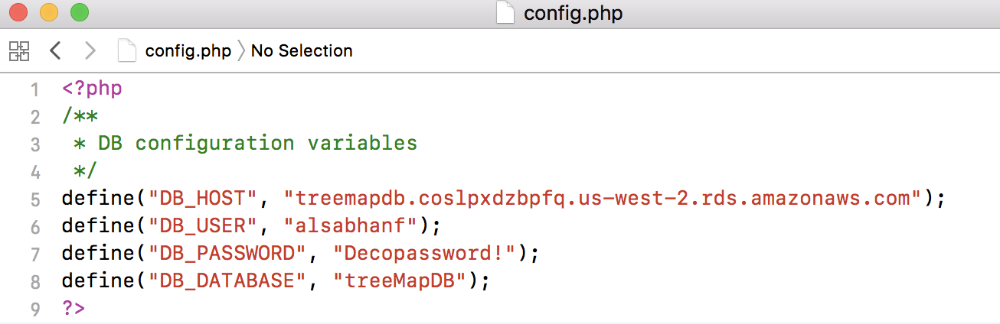 config.php
config.php 〉 No Selection
1 <?php
2 /**
3  * DB configuration variables
4  */
5 define("DB_HOST", "treemapdb.coslpxdzbpfq.us-west-2.rds.amazonaws.com");
6 define("DB_USER", "alsabhanf");
7 define("DB_PASSWORD", "Decopassword!");
8 define("DB_DATABASE", "treeMapDB");
9 ?>